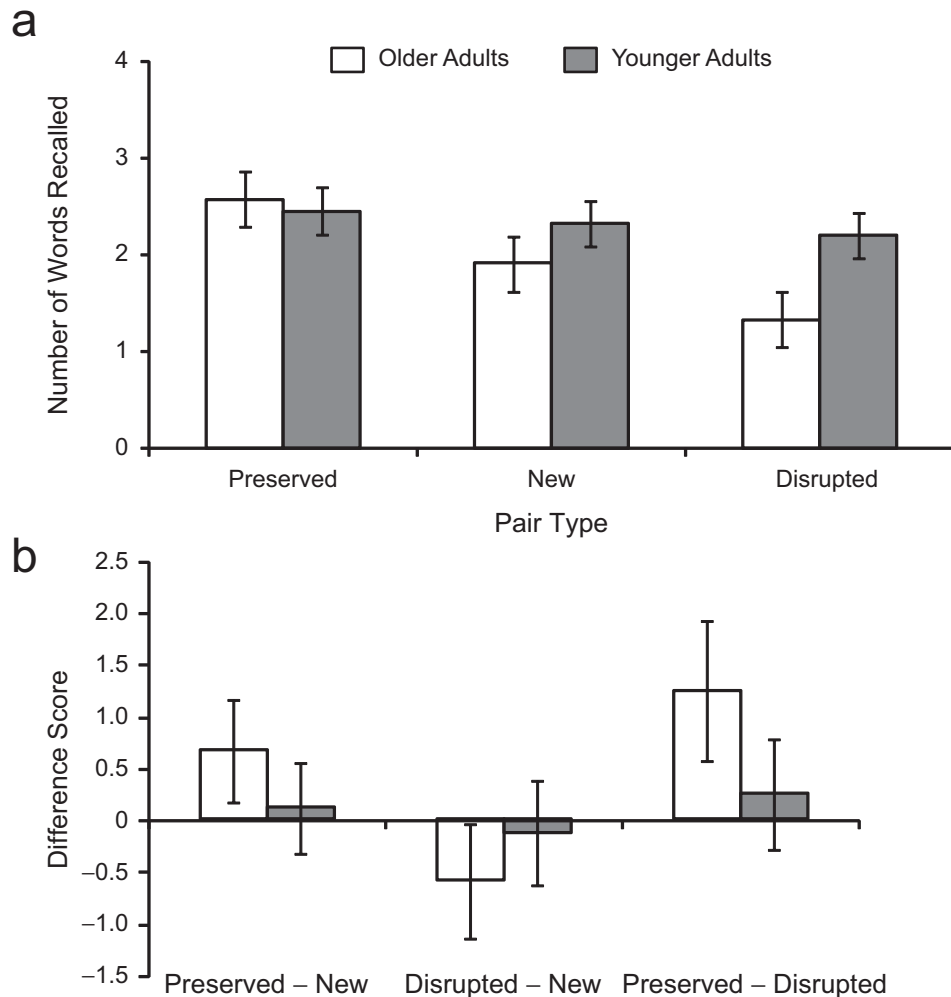 a
Older Adults Younger Adults
Number of Words Recalled
4
3
2
1
0
Preserved New Disrupted
Pair Type
b
Difference Score
2.5
2.0
1.5
1.0
0.5
0
−0.5
−1.0
−1.5
Preserved – New Disrupted – New Preserved – Disrupted